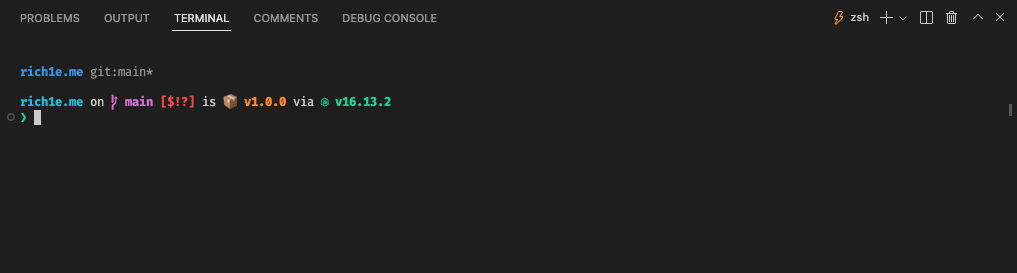 PROBLEMS OUTPUT TERMINAL COMMENTS DEBUG CONSOLE zsh
rich1e.me git:main*
rich1e.me on main [$!?] is 📦 v1.0.0 via v16.13.2
❯